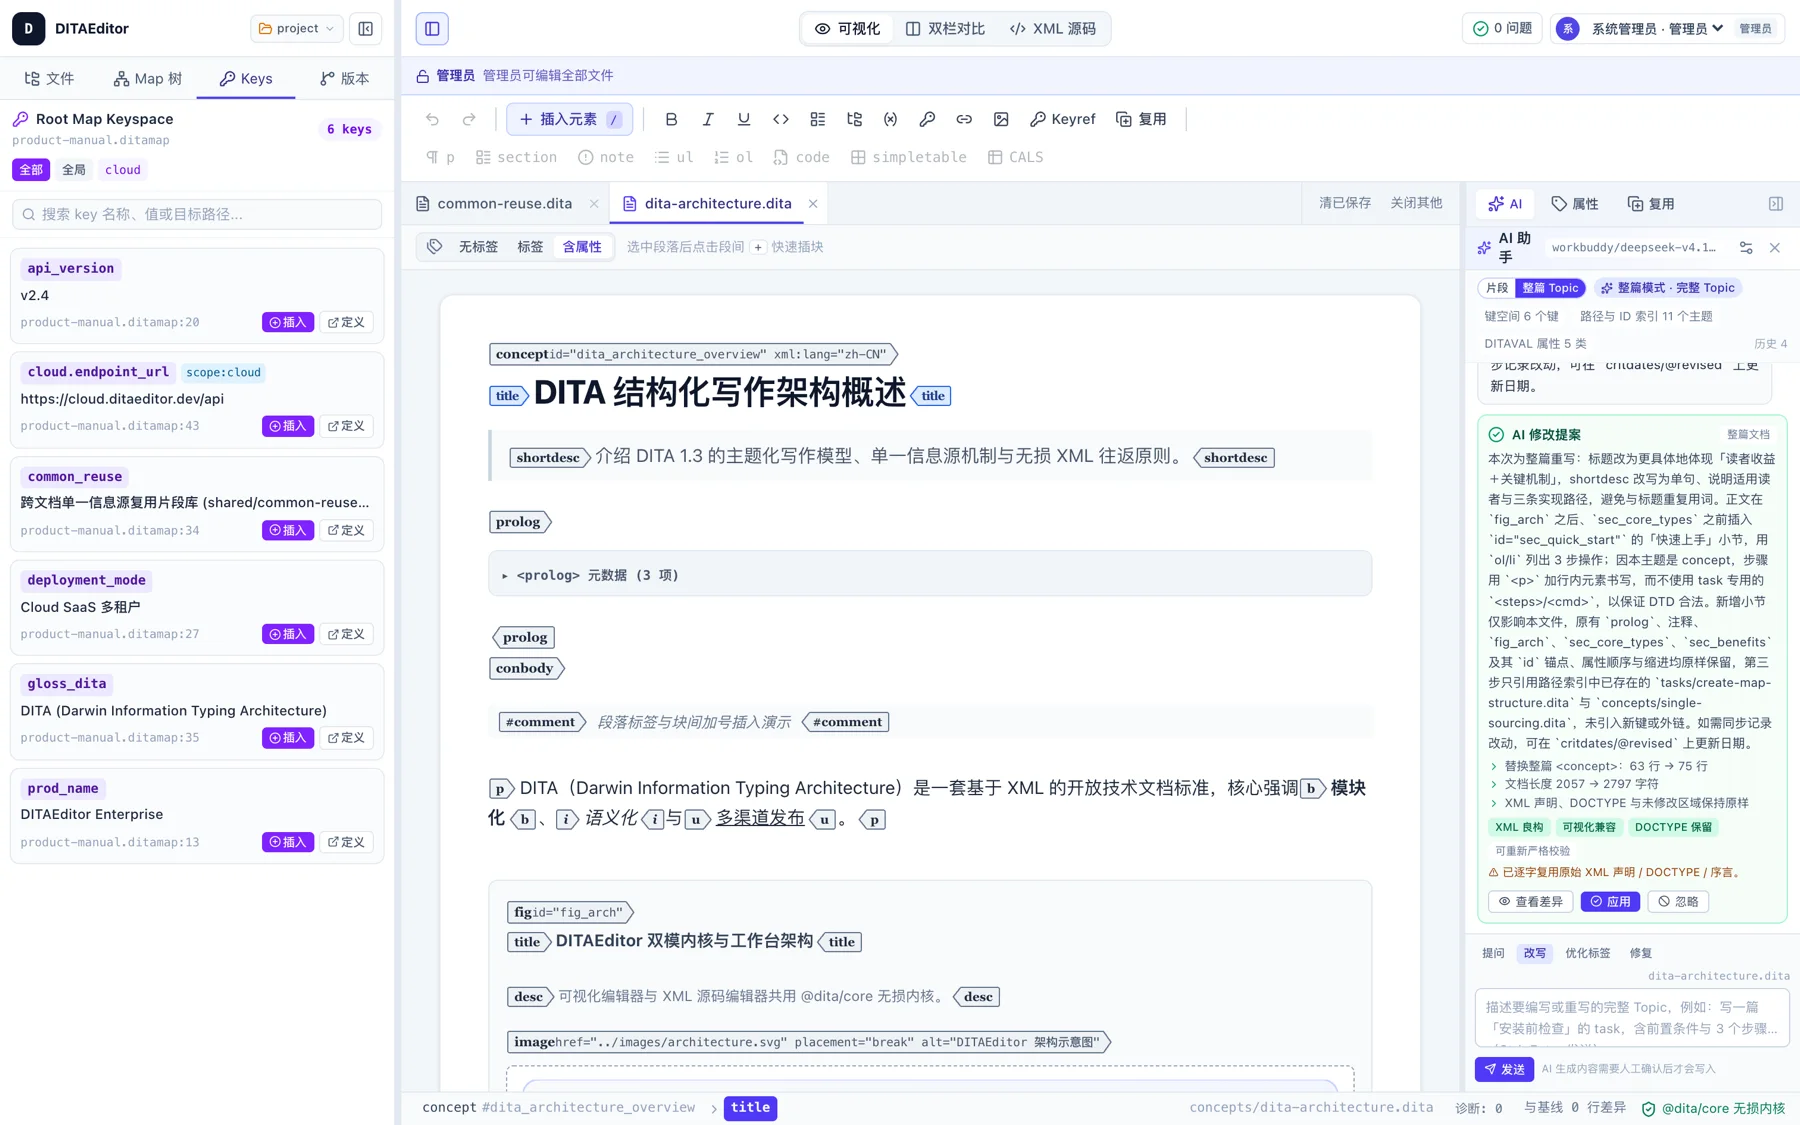 D DITAEditor project
可视化 双栏对比 </> XML 源码
0 问题 系 系统管理员 · 管理员 管理员
文件 Map 树 Keys 版本
管理员 管理员可编辑全部文件
Root Map Keyspace
product-manual.ditamap
6 keys
全部 全局 cloud
搜索 key 名称、值或目标路径...
api_version
v2.4
product-manual.ditamap:20 插入 定义
cloud.endpoint_url scope:cloud
https://cloud.ditaeditor.dev/api
product-manual.ditamap:43 插入 定义
common_reuse
跨文档单一信息源复用片段库 (shared/common-reuse...
product-manual.ditamap:34 插入 定义
deployment_mode
Cloud SaaS 多租户
product-manual.ditamap:27 插入 定义
gloss_dita
DITA (Darwin Information Typing Architecture)
product-manual.ditamap:35 插入 定义
prod_name
DITAEditor Enterprise
product-manual.ditamap:13 插入 定义
+ 插入元素 / B I U <> (x) Keyref 复用
¶ p section note ul ol code simpletable CALS
common-reuse.dita × dita-architecture.dita × 清已保存 关闭其他
无标签 标签 含属性 选中段落后点击段间 + 快速插块
concept id="dita_architecture_overview" xml:lang="zh-CN"
title DITA 结构化写作架构概述 title
shortdesc 介绍 DITA 1.3 的主题化写作模型、单一信息源机制与无损 XML 往返原则。 shortdesc
prolog
▸ <prolog> 元数据 (3 项)
prolog
conbody
#comment 段落标签与块间加号插入演示 #comment
p DITA（Darwin Information Typing Architecture）是一套基于 XML 的开放技术文档标准，核心强调 b 模块
化 b 、 i 语义化 i 与 u 多渠道发布 u 。 p
fig id="fig_arch"
title DITAEditor 双模内核与工作台架构 title
desc 可视化编辑器与 XML 源码编辑器共用 @dita/core 无损内核。 desc
image href="../images/architecture.svg" placement="break" alt="DITAEditor 架构示意图"
AI 属性 复用
AI 助
手
workbuddy/deepseek-v4.1...
片段 整篇 Topic 整篇模式 · 完整 Topic
键空间 6 个键 路径与 ID 索引 11 个主题
DITAVAL 属性 5 类 历史 4
步记录改动，可在 `critdates/@revised` 上更
新日期。
AI 修改提案 整篇文档
本次为整篇重写：标题改为更具体地体现「读者收益
＋关键机制」，shortdesc 改写为单句、说明适用读
者与三条实现路径，避免与标题重复用词。正文在
`fig_arch` 之后、`sec_core_types` 之前插入
`id="sec_quick_start"` 的「快速上手」小节，用
`ol/li` 列出 3 步操作；因本主题是 concept，步骤
用 `<p>` 加行内元素书写，而不使用 task 专用的
`<steps>/<cmd>`，以保证 DTD 合法。新增小节
仅影响本文件，原有 `prolog`、注释、
`fig_arch`、`sec_core_types`、`sec_benefits`
及其 `id` 锚点、属性顺序与缩进均原样保留，第三
步只引用路径索引中已存在的 `tasks/create-map-
structure.dita` 与 `concepts/single-
sourcing.dita`，未引入新键或外链。如需同步记录
改动，可在 `critdates/@revised` 上更新日期。
› 替换整篇 <concept>：63 行 → 75 行
› 文档长度 2057 → 2797 字符
› XML 声明、DOCTYPE 与未修改区域保持原样
XML 良构 可视化兼容 DOCTYPE 保留
可重新严格校验
已逐字复用原始 XML 声明 / DOCTYPE / 序言。
查看差异 应用 忽略
提问 改写 优化标签 修复
dita-architecture.dita
描述要编写或重写的完整 Topic，例如：写一篇
「安装前检查」的 task，含前置条件与 3 个步骤...
发送 AI 生成内容需要人工确认后才会写入
concept #dita_architecture_overview › title
concepts/dita-architecture.dita 诊断: 0 与基线 0 行差异 @dita/core 无损内核